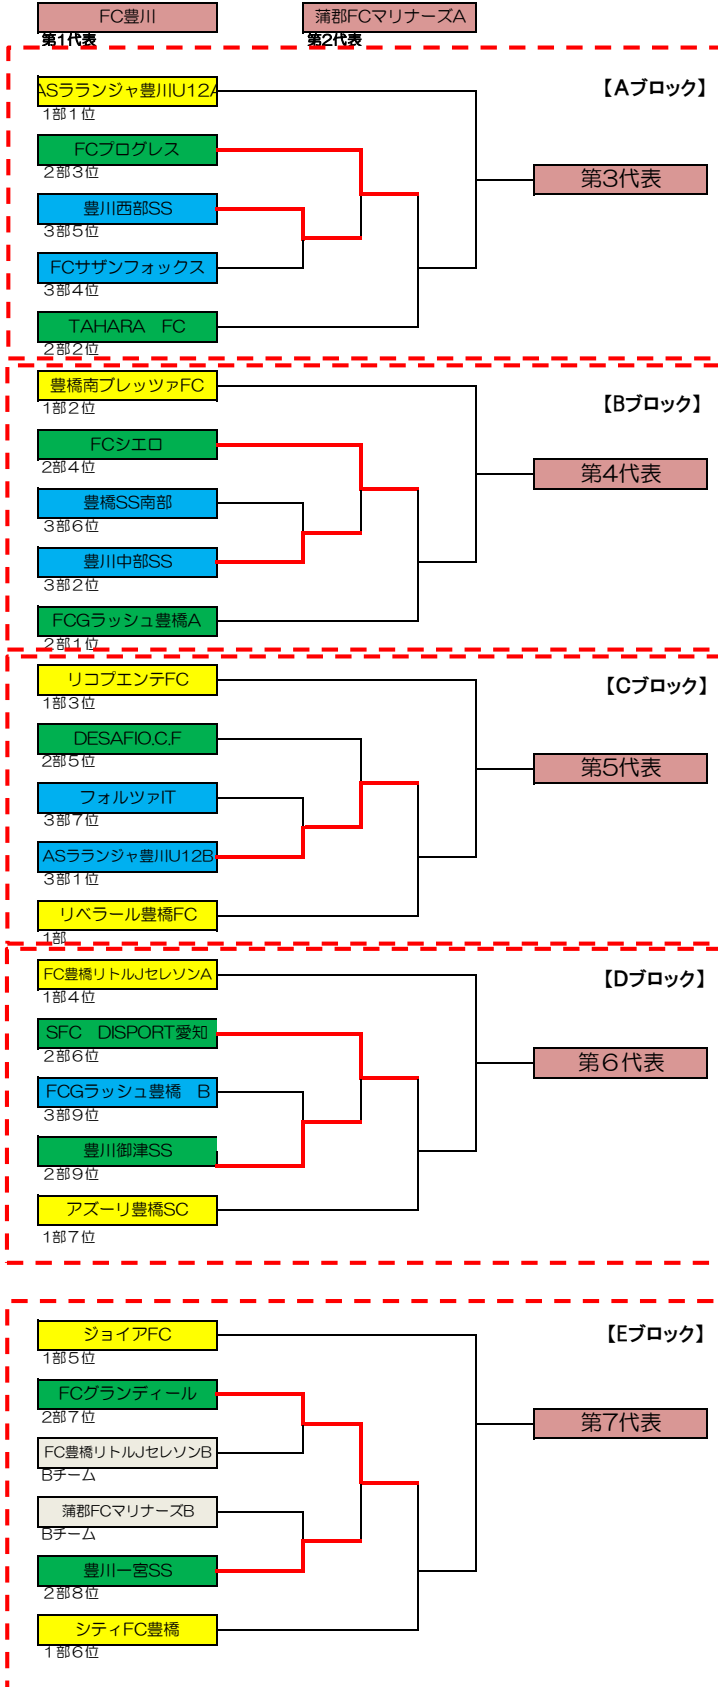 FC豊川
蒲郡FCマリナーズA
第1代表
第2代表
【Aブロック】
ASラランジャ豊川U12A
1部1位
FCプログレス
2部3位
第3代表
豊川西部SS
3部5位
FCサザンフォックス
3部4位
TAHARA　FC
2部2位
豊橋南プレッツァFC
1部2位
【Bブロック】
FCシエロ
2部4位
第4代表
豊橋SS南部
3部6位
豊川中部SS
3部2位
FCGラッシュ豊橋A
2部1位
リコプエンテFC
1部3位
【Cブロック】
DESAFIO.C.F
2部5位
第5代表
フォルツァIT
3部7位
ASラランジャ豊川U12B
3部1位
リベラール豊橋FC
1部
FC豊橋リトルJセレソンA
1部4位
【Dブロック】
SFC　DISPORT愛知
2部6位
第6代表
FCGラッシュ豊橋　B
3部9位
豊川御津SS
2部9位
アズーリ豊橋SC
1部7位
ジョイアFC
1部5位
【Eブロック】
FCグランディール
2部7位
第7代表
FC豊橋リトルJセレソンB
Bチーム
蒲郡FCマリナーズB
Bチーム
豊川一宮SS
2部8位
シティFC豊橋
1部6位